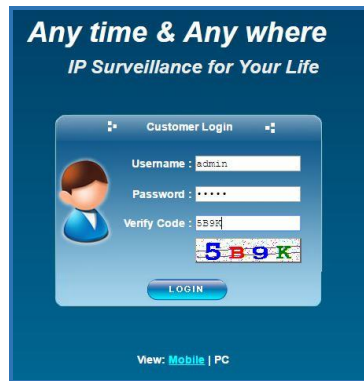 Any time & Any where
IP Surveillance for Your Life
Customer Login
Username : admin
Password : •••••
Verify Code : 5B9K
5B9K
LOGIN
View: Mobile | PC